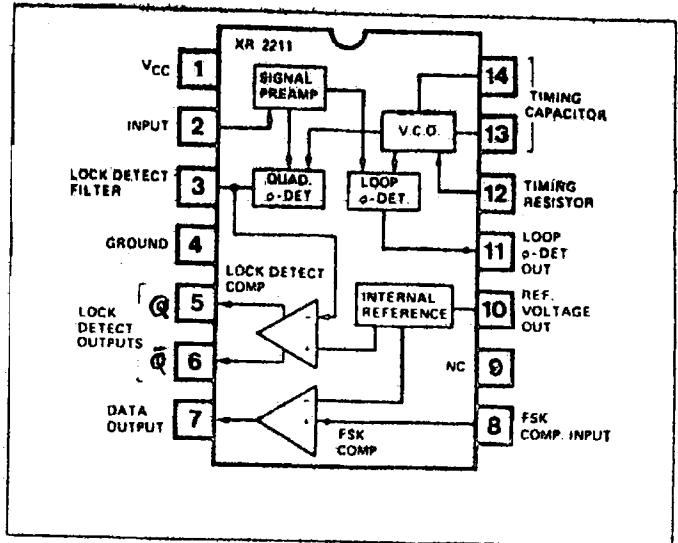 XR 2211
VCC 1
INPUT 2
LOCK DETECT
FILTER
3
GROUND 4
LOCK
DETECT
OUTPUTS
Q 5
Q̅ 6
DATA
OUTPUT
7
SIGNAL
PREAMP
QUAD.
φ-DET
LOOP
φ-DET.
V.C.O.
LOCK DETECT
COMP
INTERNAL
REFERENCE
FSK
COMP
14
13
TIMING
CAPACITOR
12 TIMING
RESISTOR
11 LOOP
φ-DET
OUT
10 REF.
VOLTAGE
OUT
NC 9
8 FSK
COMP. INPUT
- +
- +